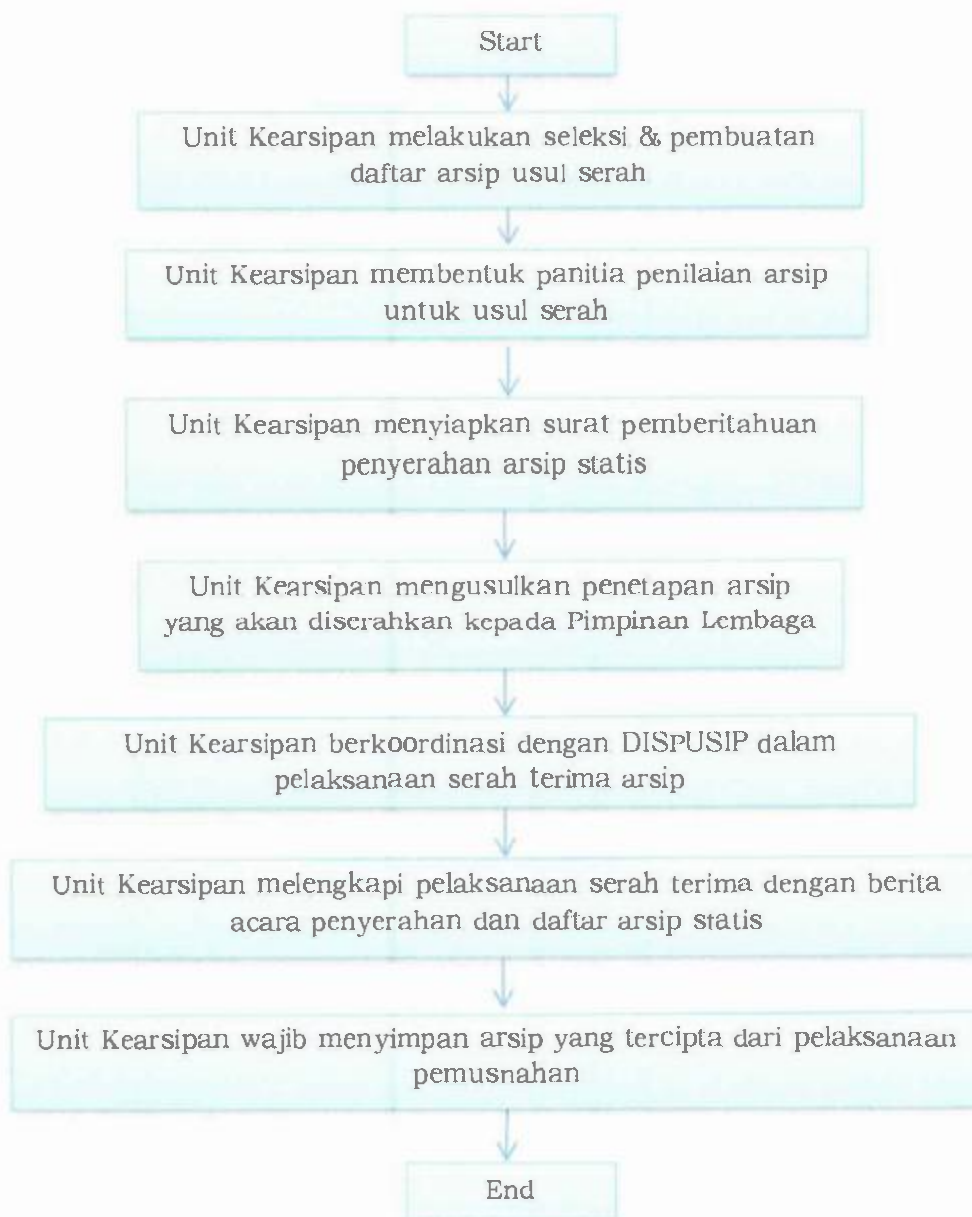 Start
Unit Kearsipan melakukan seleksi & pembuatan
daftar arsip usul serah
Unit Kearsipan membentuk panitia penilaian arsip
untuk usul serah
Unit Kearsipan menyiapkan surat pemberitahuan
penyerahan arsip statis
Unit Kearsipan mengusulkan penetapan arsip
yang akan diserahkan kepada Pimpinan Lembaga
Unit Kearsipan berkoordinasi dengan DISPUSIP dalam
pelaksanaan serah terima arsip
Unit Kearsipan melengkapi pelaksanaan serah terima dengan berita
acara penyerahan dan daftar arsip statis
Unit Kearsipan wajib menyimpan arsip yang tercipta dari pelaksanaan
pemusnahan
End